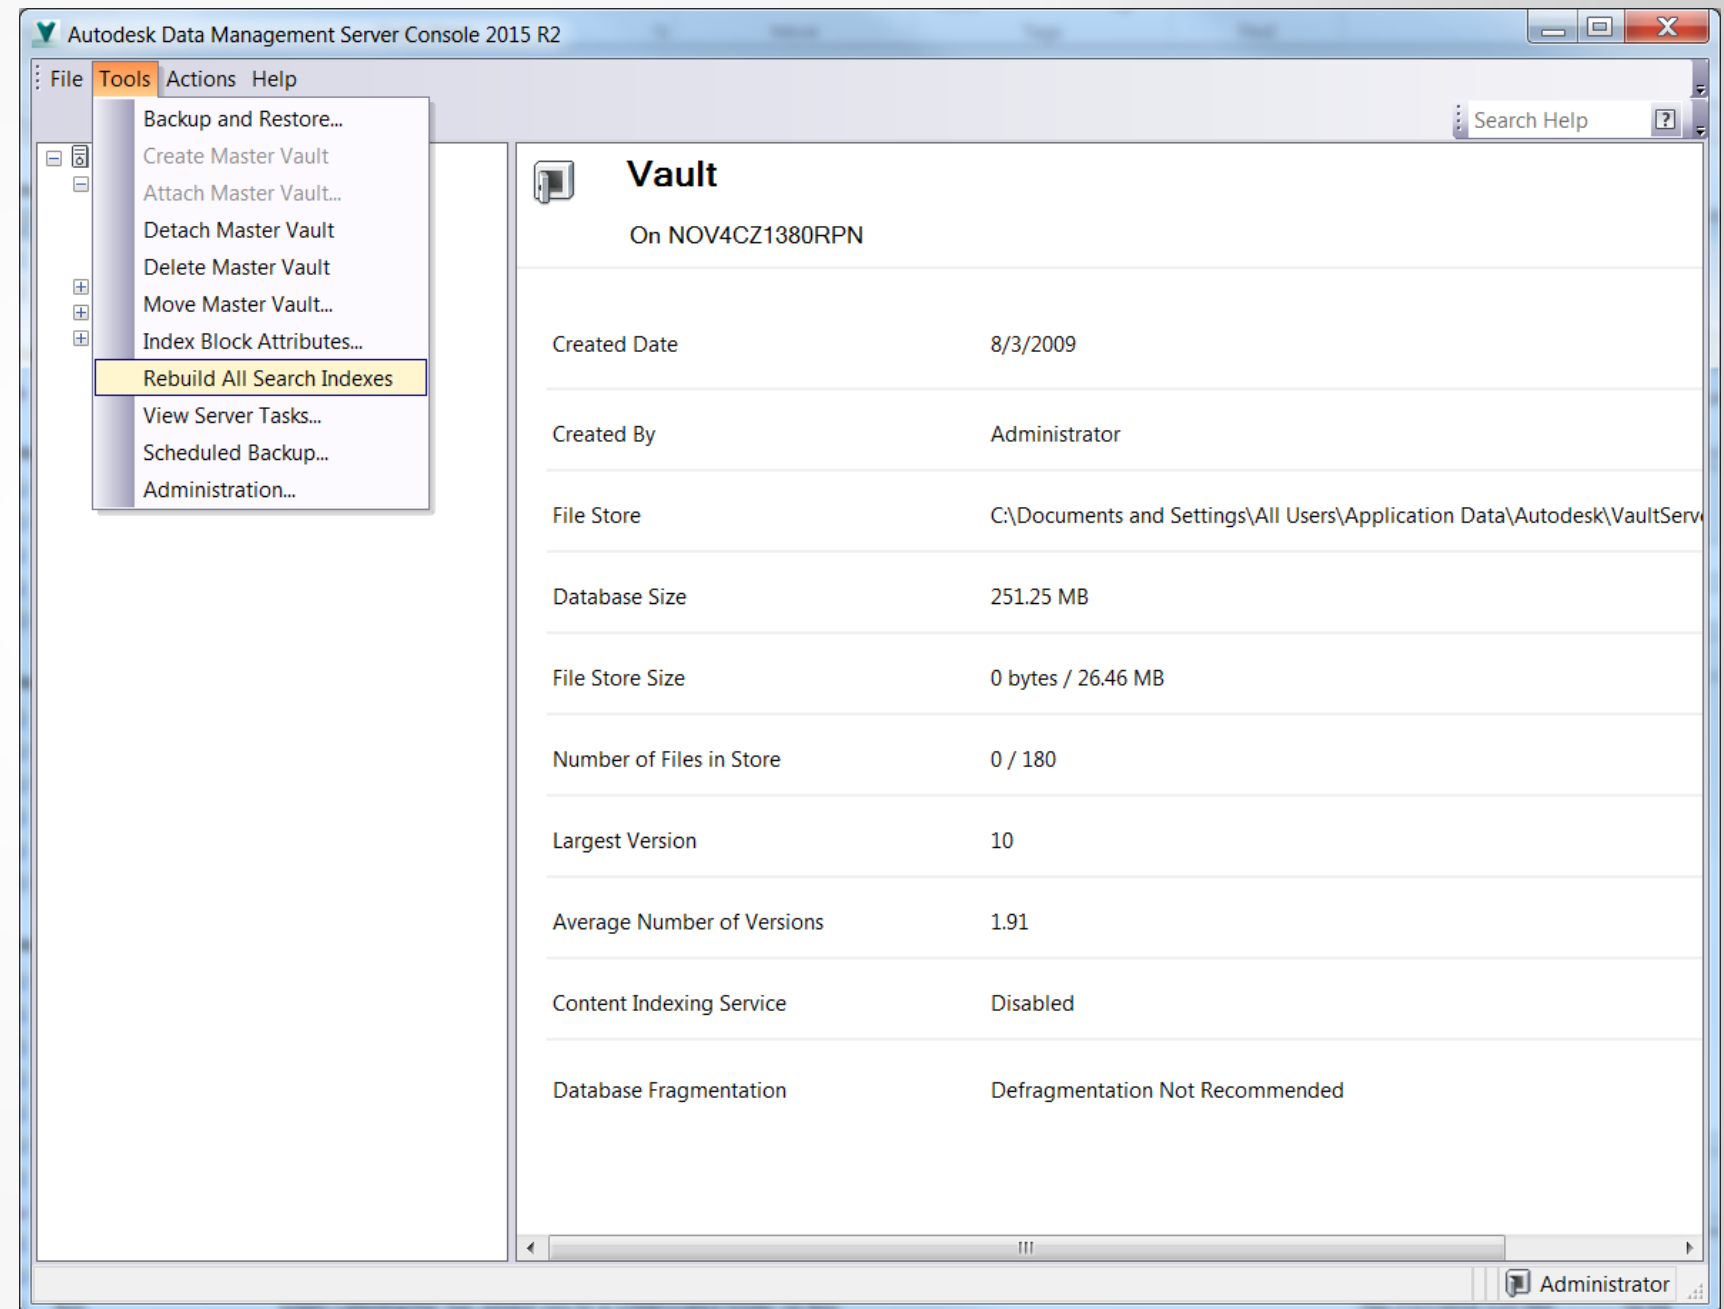 Autodesk Data Management Server Console 2015 R2
File Tools Actions Help
Search Help
Backup and Restore...
Create Master Vault
Attach Master Vault...
Detach Master Vault
Delete Master Vault
Move Master Vault...
Index Block Attributes...
Rebuild All Search Indexes
View Server Tasks...
Scheduled Backup...
Administration...
Vault
On NOV4CZ1380RPN
Created Date 8/3/2009
Created By Administrator
File Store C:\Documents and Settings\All Users\Application Data\Autodesk\VaultServ
Database Size 251.25 MB
File Store Size 0 bytes / 26.46 MB
Number of Files in Store 0 / 180
Largest Version 10
Average Number of Versions 1.91
Content Indexing Service Disabled
Database Fragmentation Defragmentation Not Recommended
Administrator